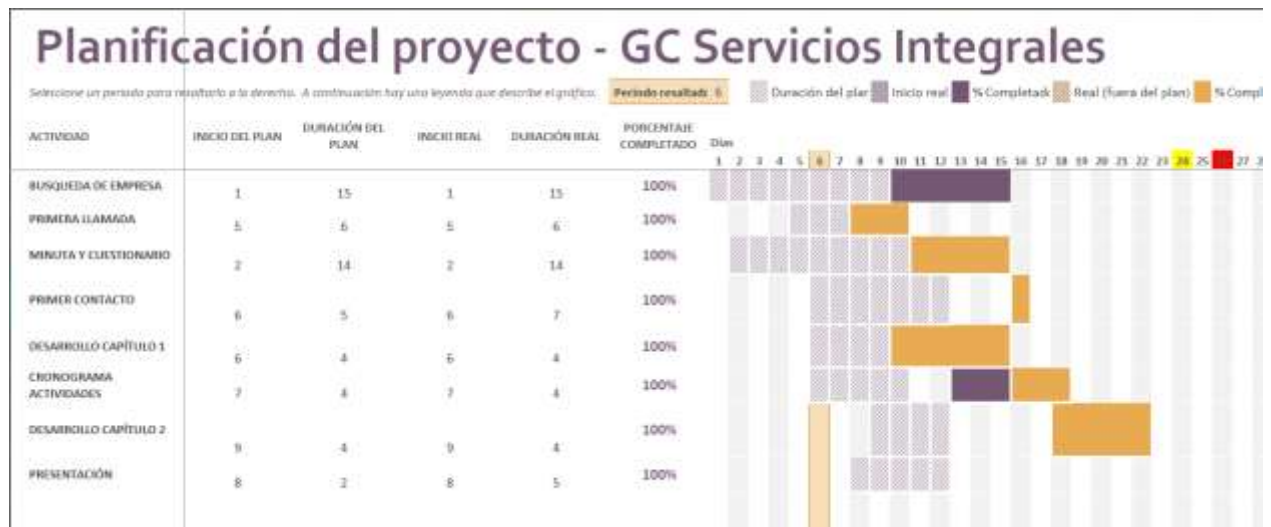 Planificación del proyecto - GC Servicios Integrales
Seleccione un periodo para resaltarlo a la derecha. A continuación hay una leyenda que describe el gráfico.
Periodo resaltado: 6
Duración del plan
Inicio real
% Completado
Real (fuera del plan)
% Compl
ACTIVIDAD
INICIO DEL PLAN
DURACIÓN DEL
PLAN
INICIO REAL
DURACIÓN REAL
PORCENTAJE
COMPLETADO
Días
1 2 3 4 5 6 7 8 9 10 11 12 13 14 15 16 17 18 19 20 21 22 23 24 25 27
BUSQUEDA DE EMPRESA 1 15 1 15 100%
PRIMERA LLAMADA 5 6 5 6 100%
MINUTA Y CUESTIONARIO 2 14 2 14 100%
PRIMER CONTACTO 6 5 6 7 100%
DESARROLLO CAPÍTULO 1 6 4 6 4 100%
CRONOGRAMA
ACTIVIDADES 7 4 7 4 100%
DESARROLLO CAPÍTULO 2 9 4 9 4 100%
PRESENTACIÓN 8 2 8 5 100%